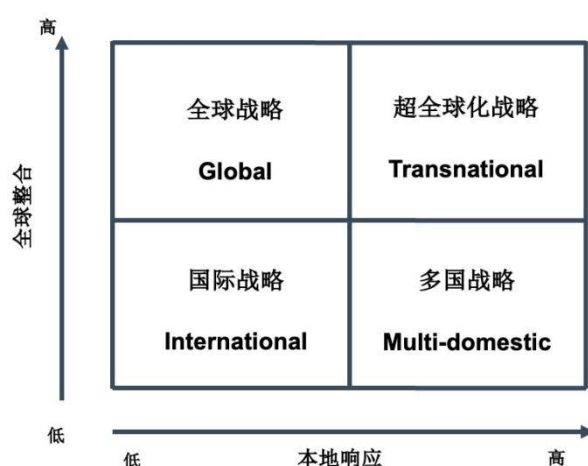 高
全球战略
Global
超全球化战略
Transnational
全球整合
国际战略
International
多国战略
Multi-domestic
低
低
本地响应
高